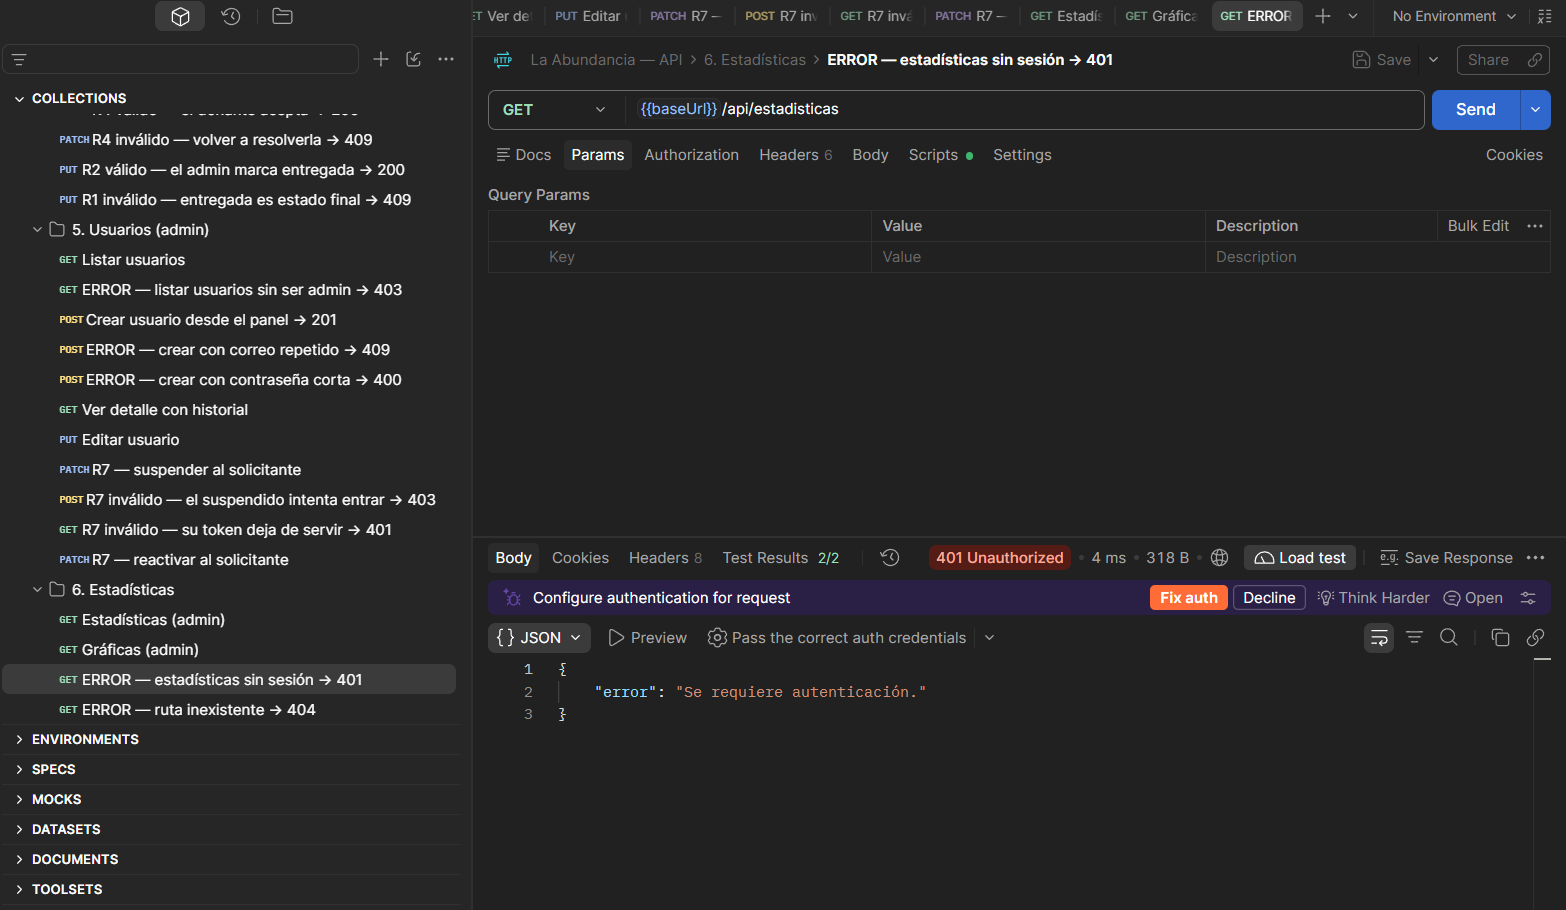 GET Ver de
PUT Editar
PATCH R7 —
POST R7 inv
GET R7 invá
PATCH R7 —
GET Estadís
GET Gráfica
GET ERROR
No Environment
HTTP La Abundancia — API > 6. Estadísticas > ERROR — estadísticas sin sesión → 401
Save
Share
GET {{baseUrl}} /api/estadisticas
Send
Docs Params Authorization Headers 6 Body Scripts Settings Cookies
Query Params
Key Value Description Bulk Edit
Key Value Description
COLLECTIONS
PATCH R4 inválido — volver a resolverla → 409
PUT R2 válido — el admin marca entregada → 200
PUT R1 inválido — entregada es estado final → 409
5. Usuarios (admin)
GET Listar usuarios
GET ERROR — listar usuarios sin ser admin → 403
POST Crear usuario desde el panel → 201
POST ERROR — crear con correo repetido → 409
POST ERROR — crear con contraseña corta → 400
GET Ver detalle con historial
PUT Editar usuario
PATCH R7 — suspender al solicitante
POST R7 inválido — el suspendido intenta entrar → 403
GET R7 inválido — su token deja de servir → 401
PATCH R7 — reactivar al solicitante
6. Estadísticas
GET Estadísticas (admin)
GET Gráficas (admin)
GET ERROR — estadísticas sin sesión → 401
GET ERROR — ruta inexistente → 404
ENVIRONMENTS
SPECS
MOCKS
DATASETS
DOCUMENTS
TOOLSETS
Body Cookies Headers 8 Test Results 2/2 401 Unauthorized • 4 ms • 318 B • Load test e.g. Save Response
Configure authentication for request Fix auth Decline Think Harder Open
{} JSON Preview Pass the correct auth credentials
1 {
2 "error": "Se requiere autenticación."
3 }